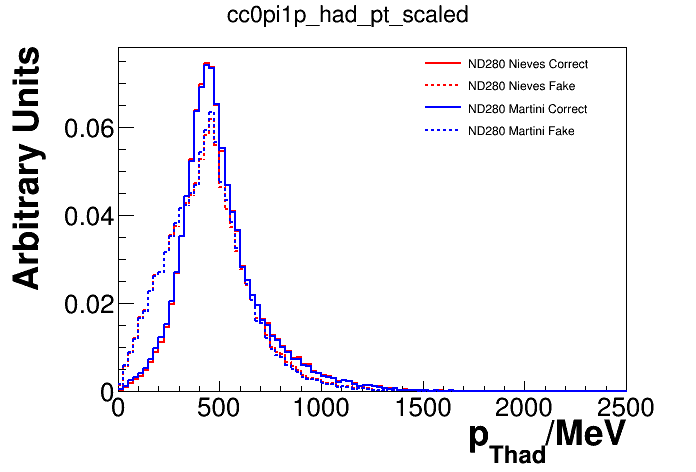 cc0pi1p_had_pt_scaled
Arbitrary Units
ND280 Nieves Correct
ND280 Nieves Fake
ND280 Martini Correct
ND280 Martini Fake
0.06
0.04
0.02
0
0 500 1000 1500 2000 2500
pThad/MeV